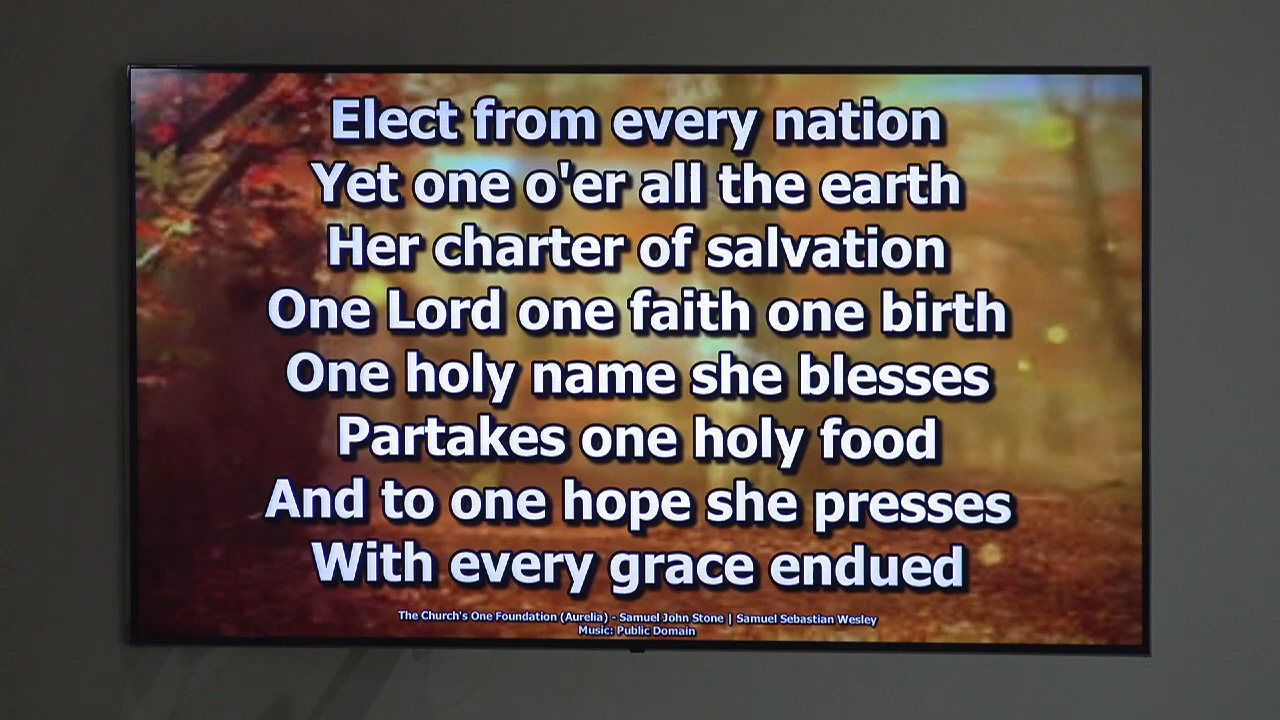 Elect from every nation
Yet one o'er all the earth
Her charter of salvation
One Lord one faith one birth
One holy name she blesses
Partakes one holy food
And to one hope she presses
With every grace endued
The Church's One Foundation (Aurelia) - Samuel John Stone | Samuel Sebastian Wesley
Music: Public Domain